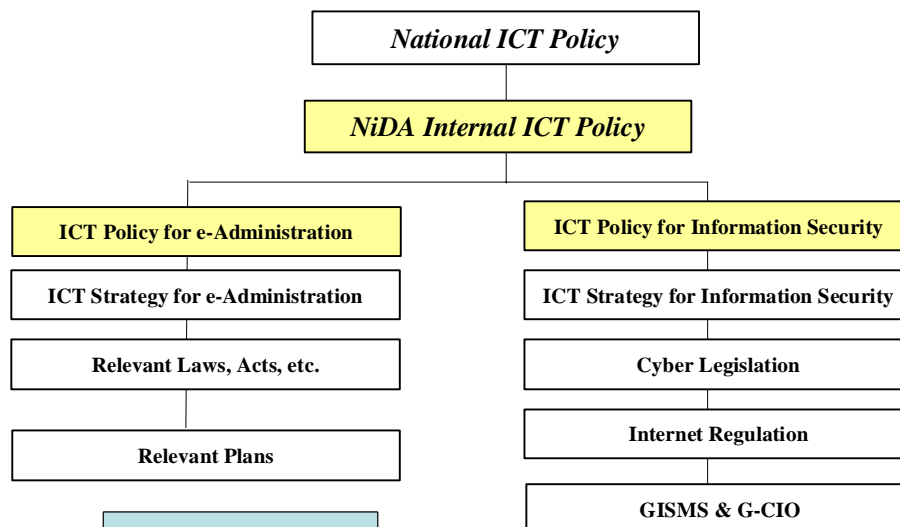 National ICT Policy
NiDA Internal ICT Policy
ICT Policy for e-Administration
ICT Strategy for e-Administration
Relevant Laws, Acts, etc.
Relevant Plans
ICT Policy for Information Security
ICT Strategy for Information Security
Cyber Legislation
Internet Regulation
GISMS & G-CIO